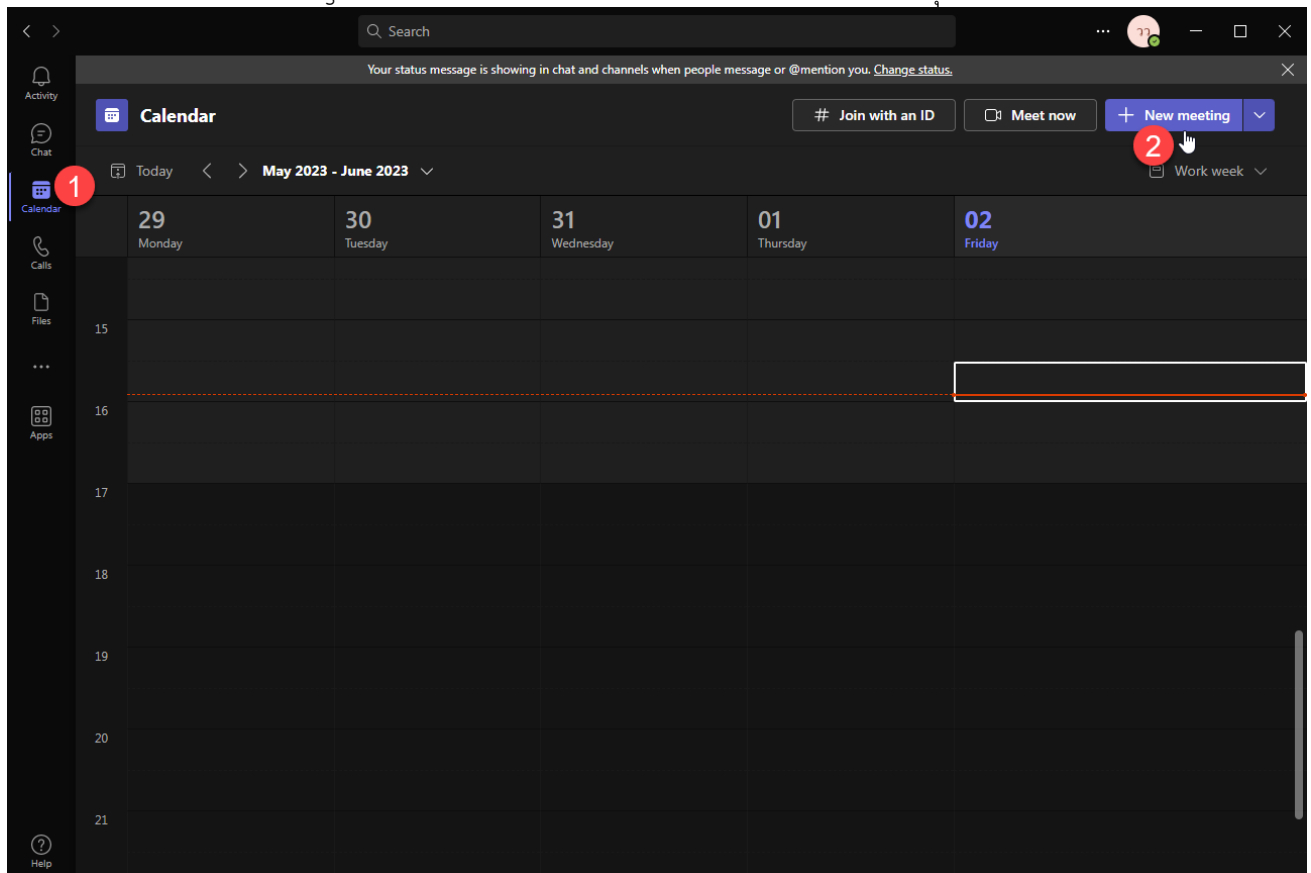 Search
Your status message is showing in chat and channels when people message or @mention you. Change status.
Activity
Calendar
# Join with an ID
Meet now
+ New meeting
Chat
2
Today
May 2023 - June 2023
Work week
1
Calendar
29
30
31
01
02
Monday
Tuesday
Wednesday
Thursday
Friday
Calls
Files
15
16
Apps
17
18
19
20
21
Help